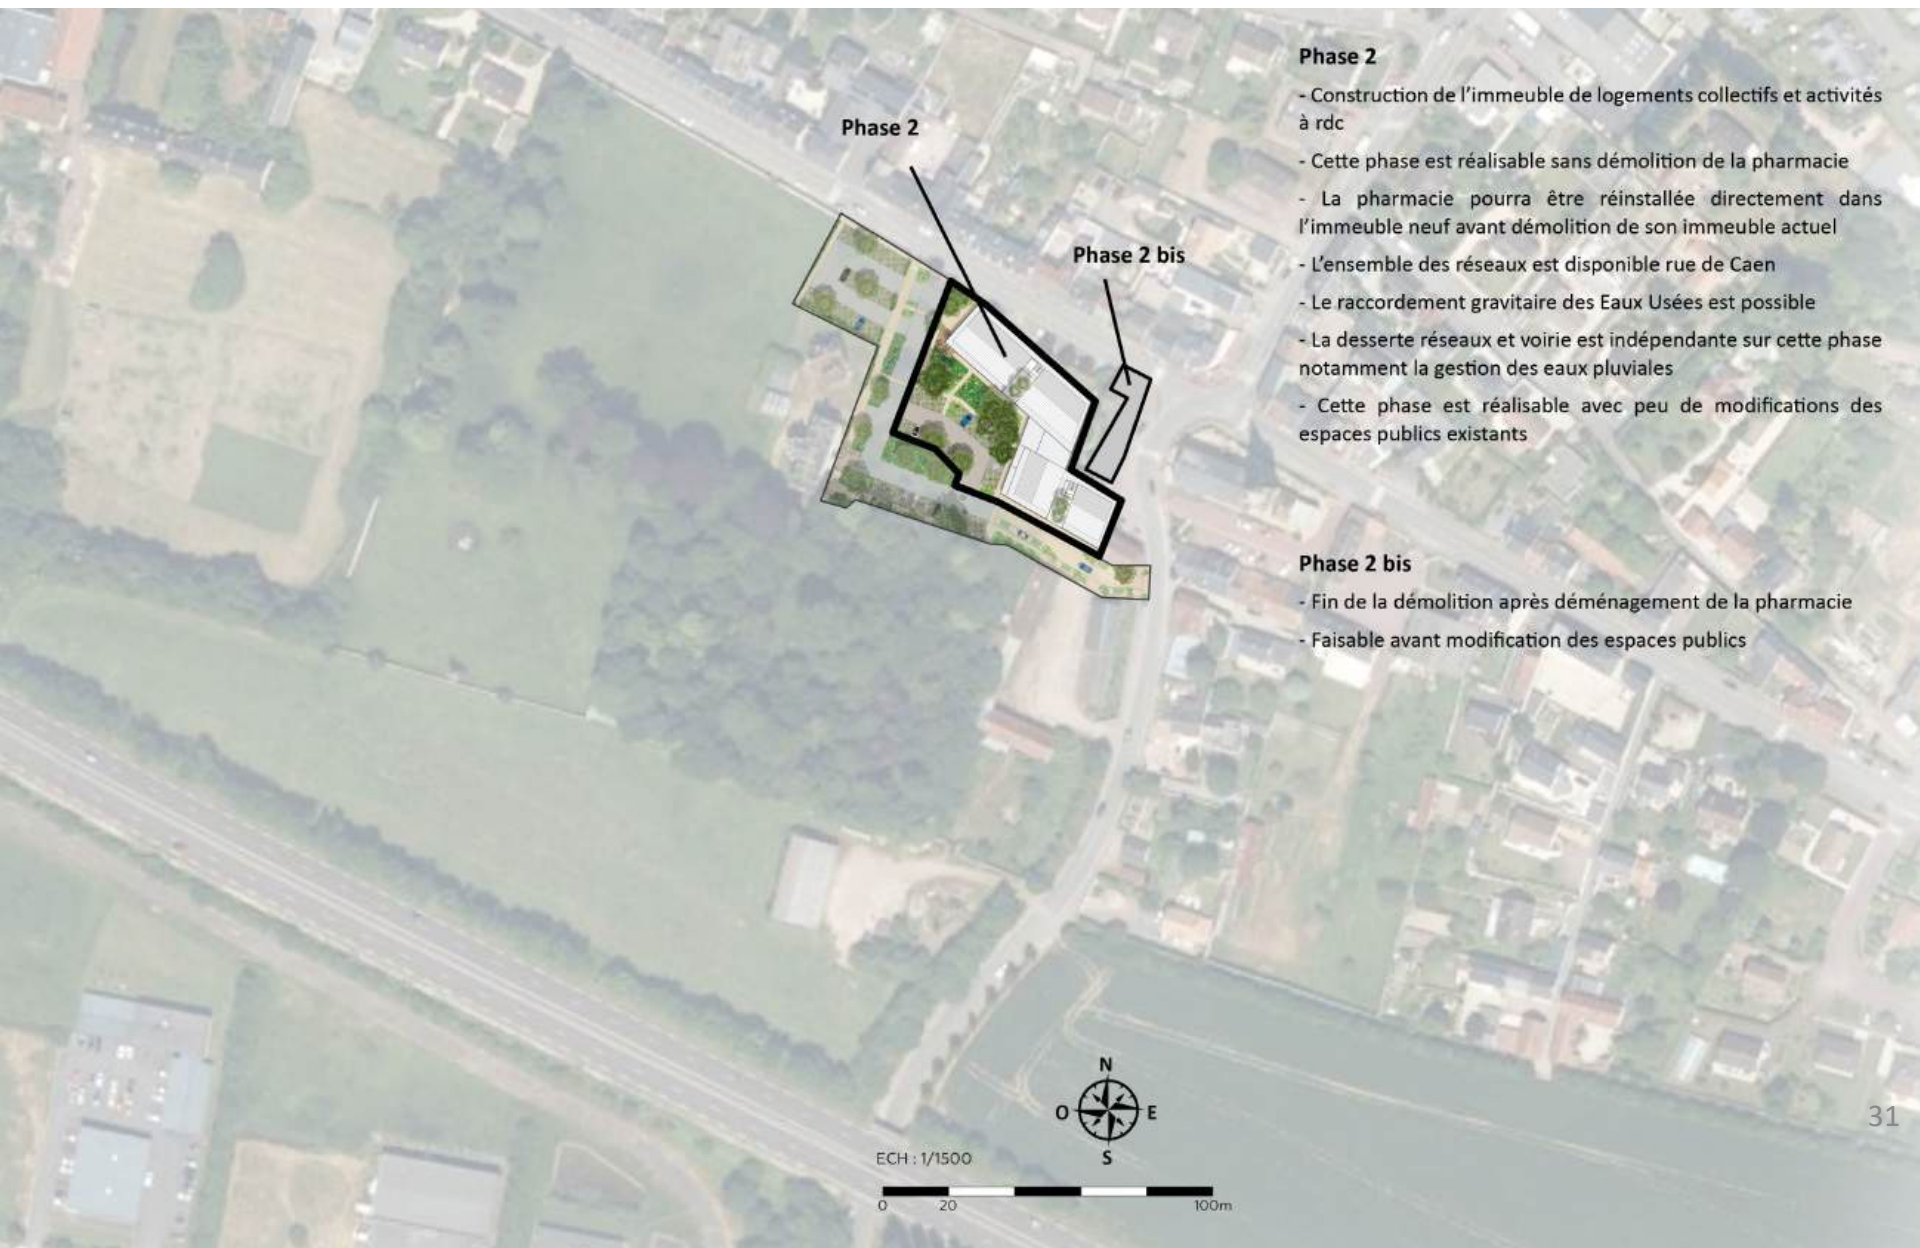 Phase 2
Phase 2 bis
Phase 2
- Construction de l'immeuble de logements collectifs et activités
à rdc
- Cette phase est réalisable sans démolition de la pharmacie
- La pharmacie pourra être réinstallée directement dans
l'immeuble neuf avant démolition de son immeuble actuel
- L'ensemble des réseaux est disponible rue de Caen
- Le raccordement gravitaire des Eaux Usées est possible
- La desserte réseaux et voirie est indépendante sur cette phase
notamment la gestion des eaux pluviales
- Cette phase est réalisable avec peu de modifications des
espaces publics existants
Phase 2 bis
- Fin de la démolition après déménagement de la pharmacie
- Faisable avant modification des espaces publics
N
O E
S
ECH : 1/1500
0 20 100m
31